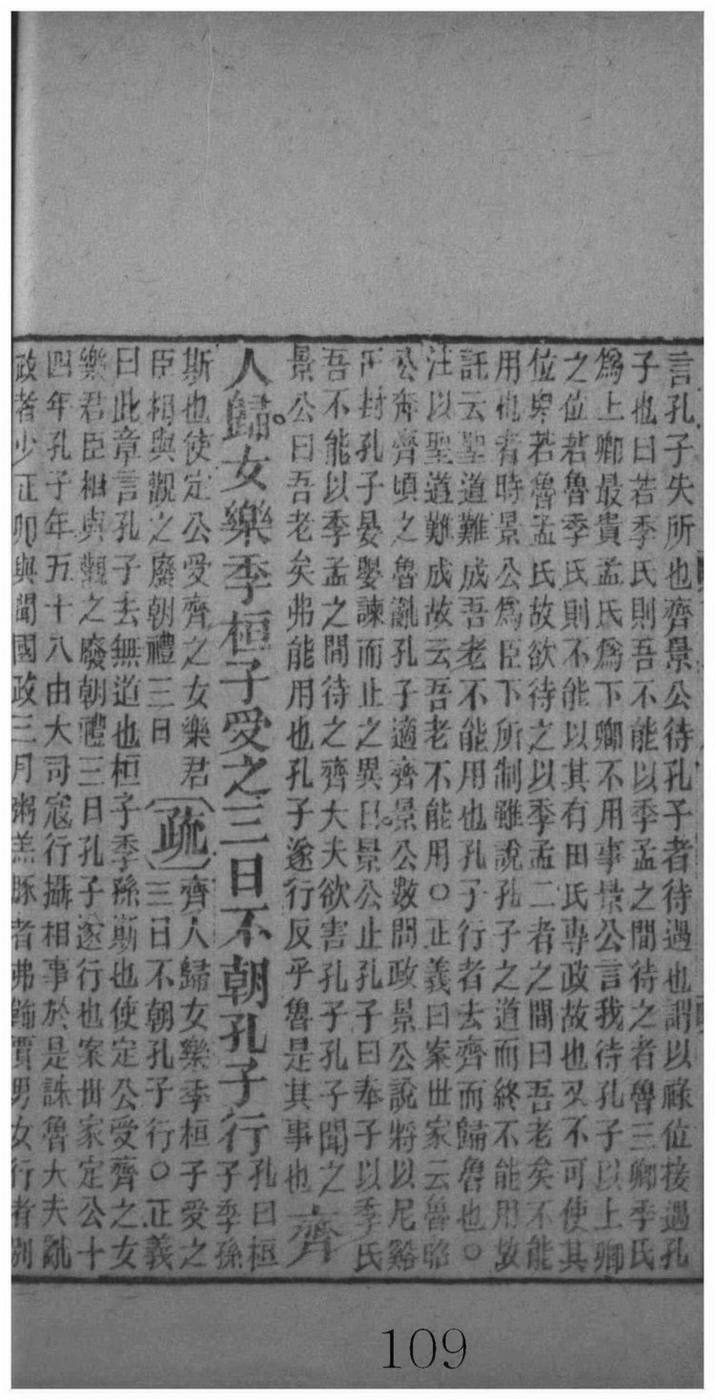 言孔子失所也齊景公待孔子者待遇也謂以祿位接遇孔
子也曰若季氏則吾不能以季孟之間待之者魯三卿季氏
爲上卿最貴孟氏爲下卿不用事景公言我待孔子以上卿
之位若魯季氏則不能以其有田氏專政故也又不可使其
位卑若魯孟氏故欲待之以季孟二者之間曰吾老矣不能
用也者時景公爲臣下所制雖說孔子之道而終不能用故
託云聖道難成吾老不能用也孔子行者去齊而歸魯也○
注以聖道難成故云吾老不能用○正義曰案世家云魯昭
公奔齊頃之魯亂孔子適齊景公數問政景公說將以尼谿
田封孔子晏嬰諫而止之異日景公止孔子曰奉子以季氏
吾不能以季孟之間待之齊大夫欲害孔子孔子聞之
景公曰吾老矣弗能用也孔子遂行反乎魯是其事也 齊
人歸女樂季桓子受之三日不朝孔子行 孔曰桓子季孫
斯也使定公受齊之女樂君臣相與觀之廢朝禮三日 疏 齊人歸女樂季桓子受之三日不朝孔子行○正義
曰此章言孔子去無道也桓子季孫斯也使定公受齊之女
樂君臣相與觀之廢朝禮三日孔子遂行也案世家定公十
四年孔子年五十八由大司寇行攝相事於是誅魯大夫亂
政者少正卯與聞國政三月粥羔豚者弗飾賈男女行者別